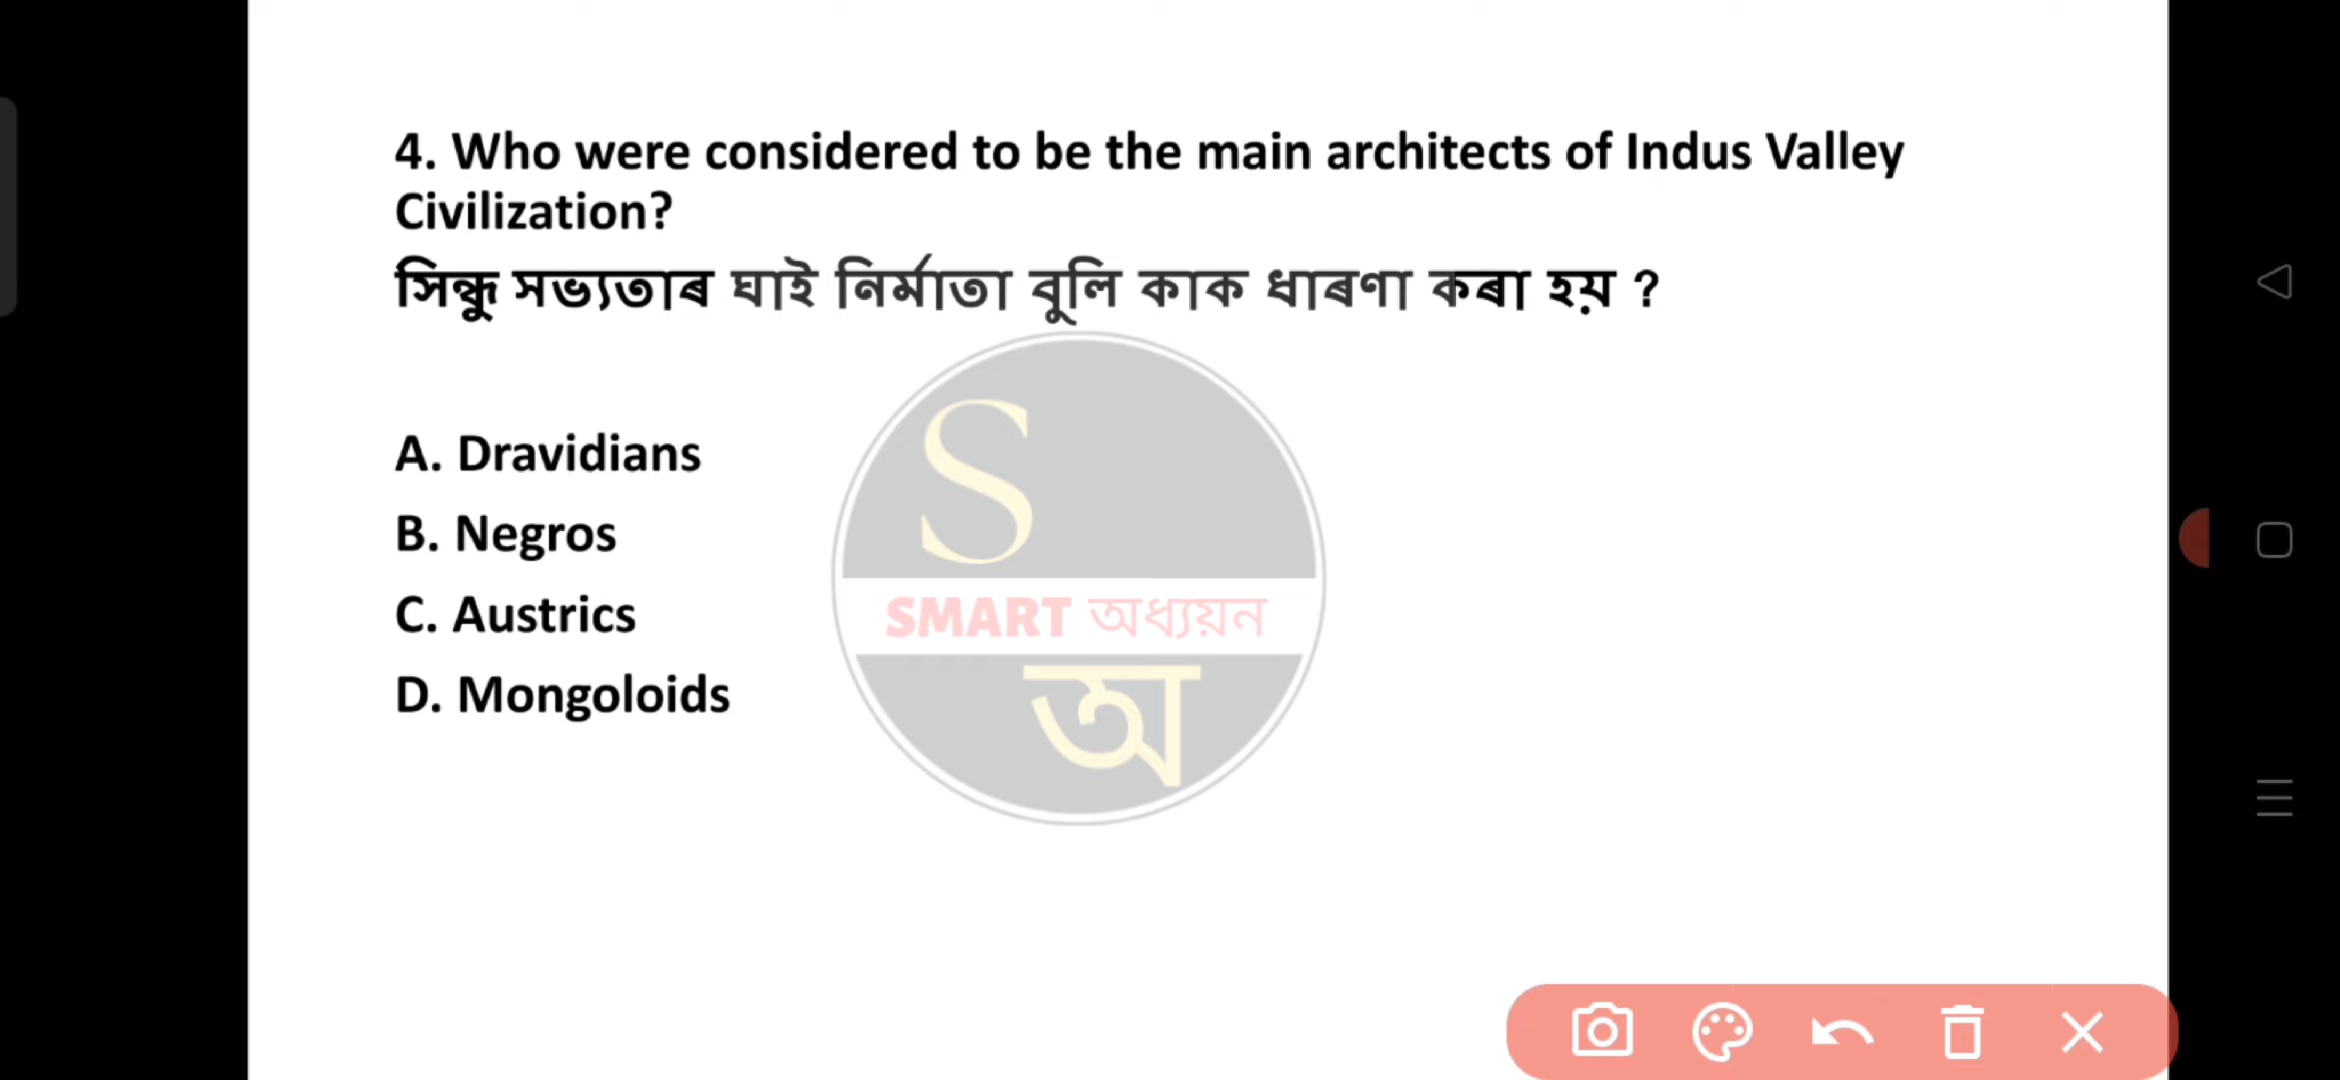 4. Who were considered to be the main architects of Indus Valley
Civilization?
সিন্ধু সভ্যতাৰ ঘাই নিৰ্মাতা বুলি কাক ধাৰণা কৰা হয় ?
A. Dravidians
B. Negros
C. Austrics
D. Mongoloids
S
SMART অধ্যয়ন
অ